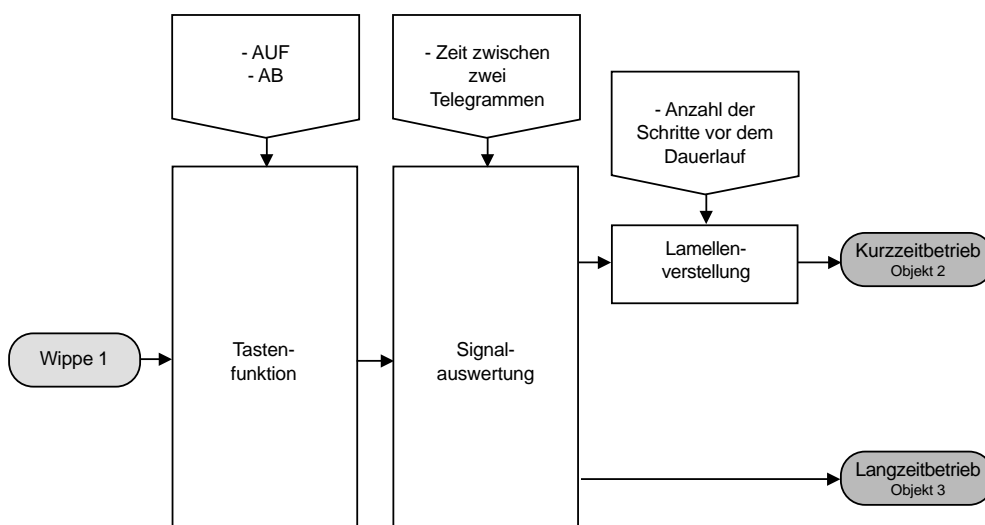 - AUF
- AB
- Zeit zwischen
zwei
Telegrammen
- Anzahl der
Schritte vor dem
Dauerlauf
Lamellen-
verstellung
Kurzzeitbetrieb
Objekt 2
Wippe 1
Tasten-
funktion
Signal-
auswertung
Langzeitbetrieb
Objekt 3